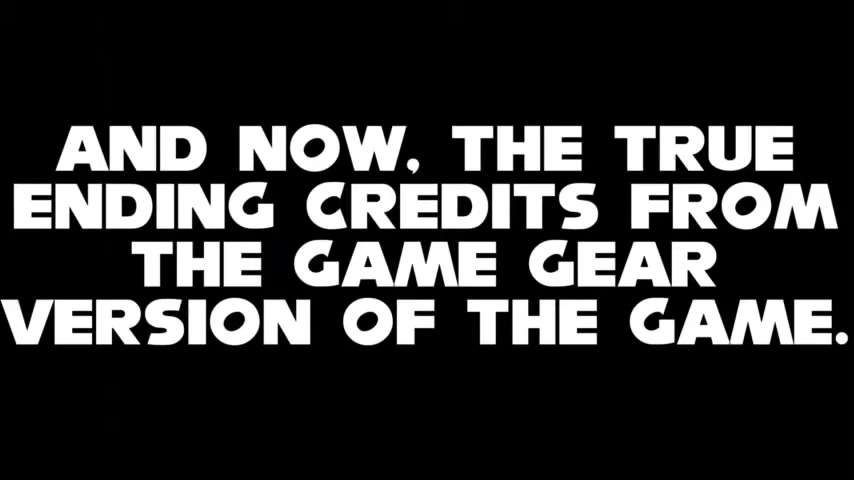 AND NOW, THE TRUE
ENDING CREDITS FROM
THE GAME GEAR
VERSION OF THE GAME.